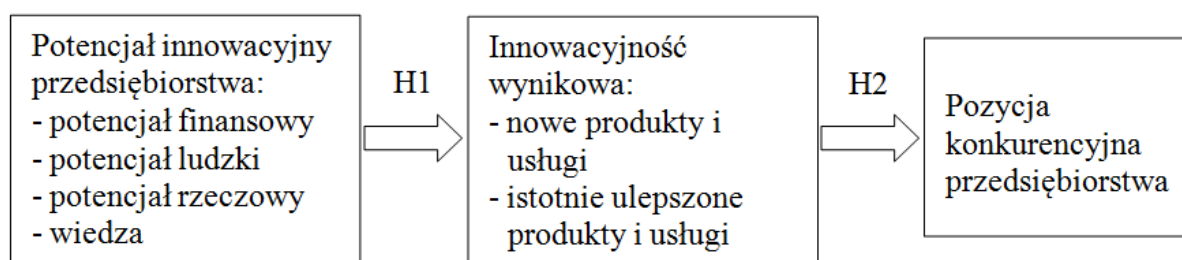 Potencjał innowacyjny
przedsiębiorstwa:
- potencjał finansowy
- potencjał ludzki
- potencjał rzeczowy
- wiedza
H1
Innowacyjność
wynikowa:
- nowe produkty i
usługi
- istotnie ulepszone
produkty i usługi
H2
Pozycja
konkurencyjna
przedsiębiorstwa